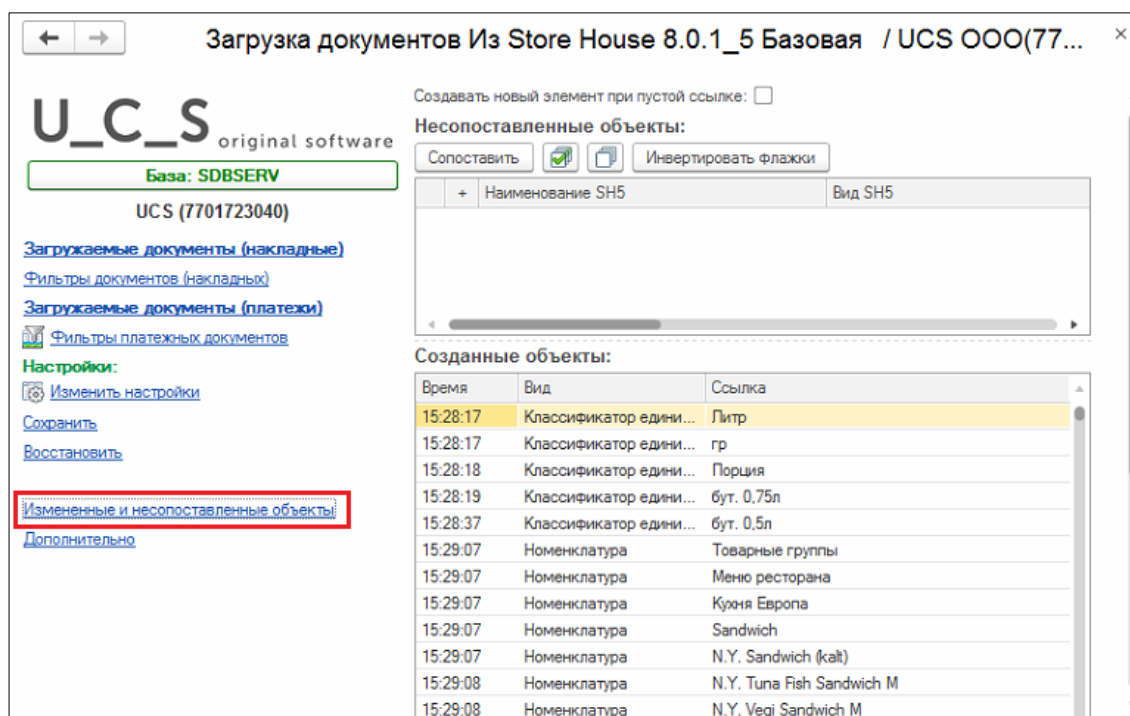 Загрузка документов Из Store House 8.0.1_5 Базовая / UCS ООО(77...
U_C_S original software
База: SDBSERV
UCS (7701723040)
Загружаемые документы (накладные)
Фильтры документов (накладных)
Загружаемые документы (платежи)
Фильтры платежных документов
Настройки:
Изменить настройки
Сохранить
Восстановить
Измененные и несопоставленные объекты
Дополнительно
Создавать новый элемент при пустой ссылке:
Несопоставленные объекты:
Сопоставить Инвертировать флажки
+ Наименование SH5 Вид SH5
Созданные объекты:
Время Вид Ссылка
15:28:17 Классификатор едини... Литр
15:28:17 Классификатор едини... гр
15:28:18 Классификатор едини... Порция
15:28:19 Классификатор едини... бут. 0,75л
15:28:37 Классификатор едини... бут. 0,5л
15:29:07 Номенклатура Товарные группы
15:29:07 Номенклатура Меню ресторана
15:29:07 Номенклатура Кухня Европа
15:29:07 Номенклатура Sandwich
15:29:07 Номенклатура N.Y. Sandwich (kalt)
15:29:08 Номенклатура N.Y. Tuna Fish Sandwich M
15:29:08 Номенклатура N.Y. Vegi Sandwich M